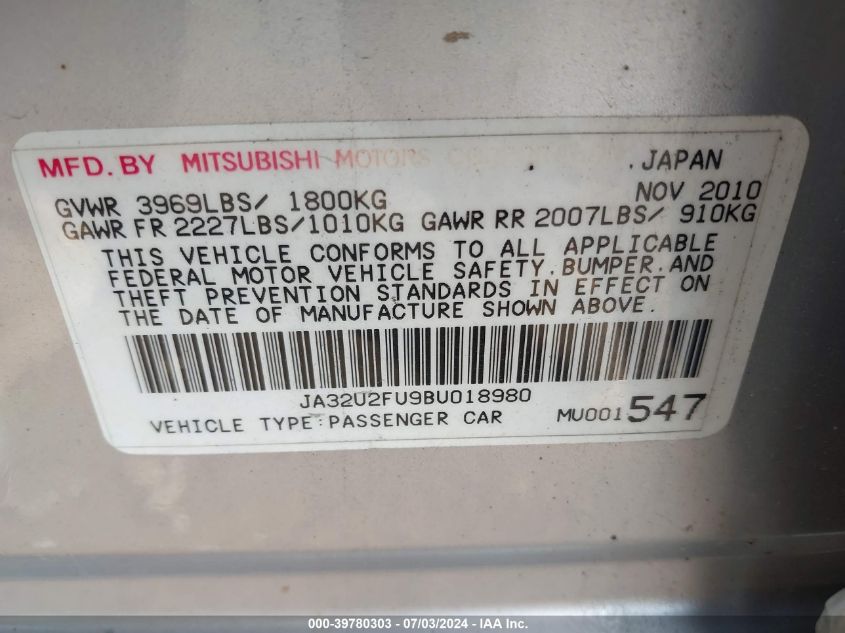 MFD. BY MITSUBISHI MOTORS . JAPAN
GVWR 3969LBS/ 1800KG NOV 2010
GAWR FR 2227LBS/1010KG GAWR RR 2007LBS/ 910KG
THIS VEHICLE CONFORMS TO ALL APPLICABLE
FEDERAL MOTOR VEHICLE SAFETY.BUMPER.AND
THEFT PREVENTION STANDARDS IN EFFECT ON
THE DATE OF MANUFACTURE SHOWN ABOVE.
JA32U2FU9BU018980
VEHICLE TYPE:PASSENGER CAR MU001547
000-39780303 - 07/03/2024 - IAA Inc.